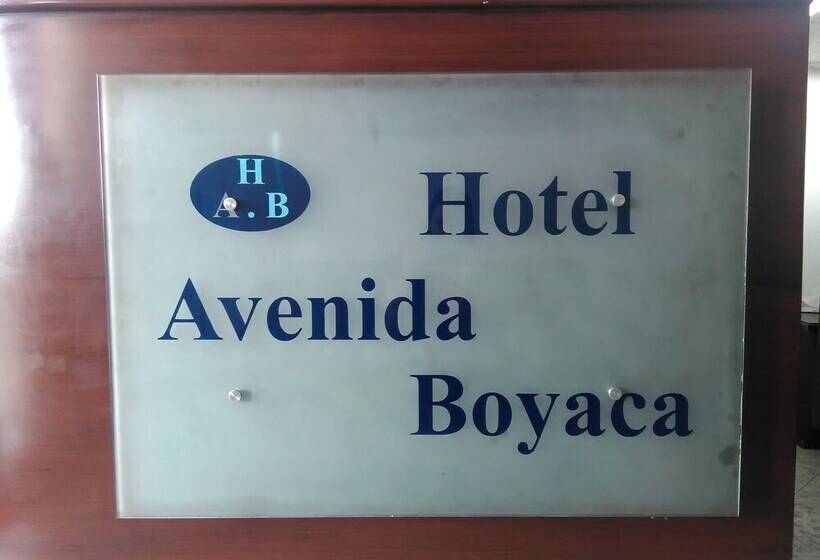 H
A . B
Hotel
Avenida
Boyaca